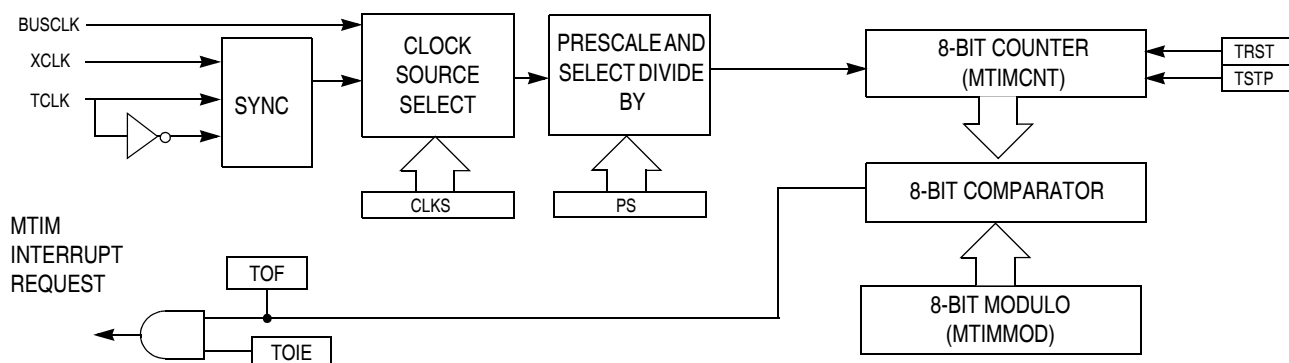 BUSCLK
XCLK
TCLK
SYNC
CLOCK
SOURCE
SELECT
CLKS
PRESCALE AND
SELECT DIVIDE
BY
PS
8-BIT COUNTER
(MTIMCNT)
TRST
TSTP
8-BIT COMPARATOR
8-BIT MODULO
(MTIMMOD)
MTIM
INTERRUPT
REQUEST
TOF
TOIE